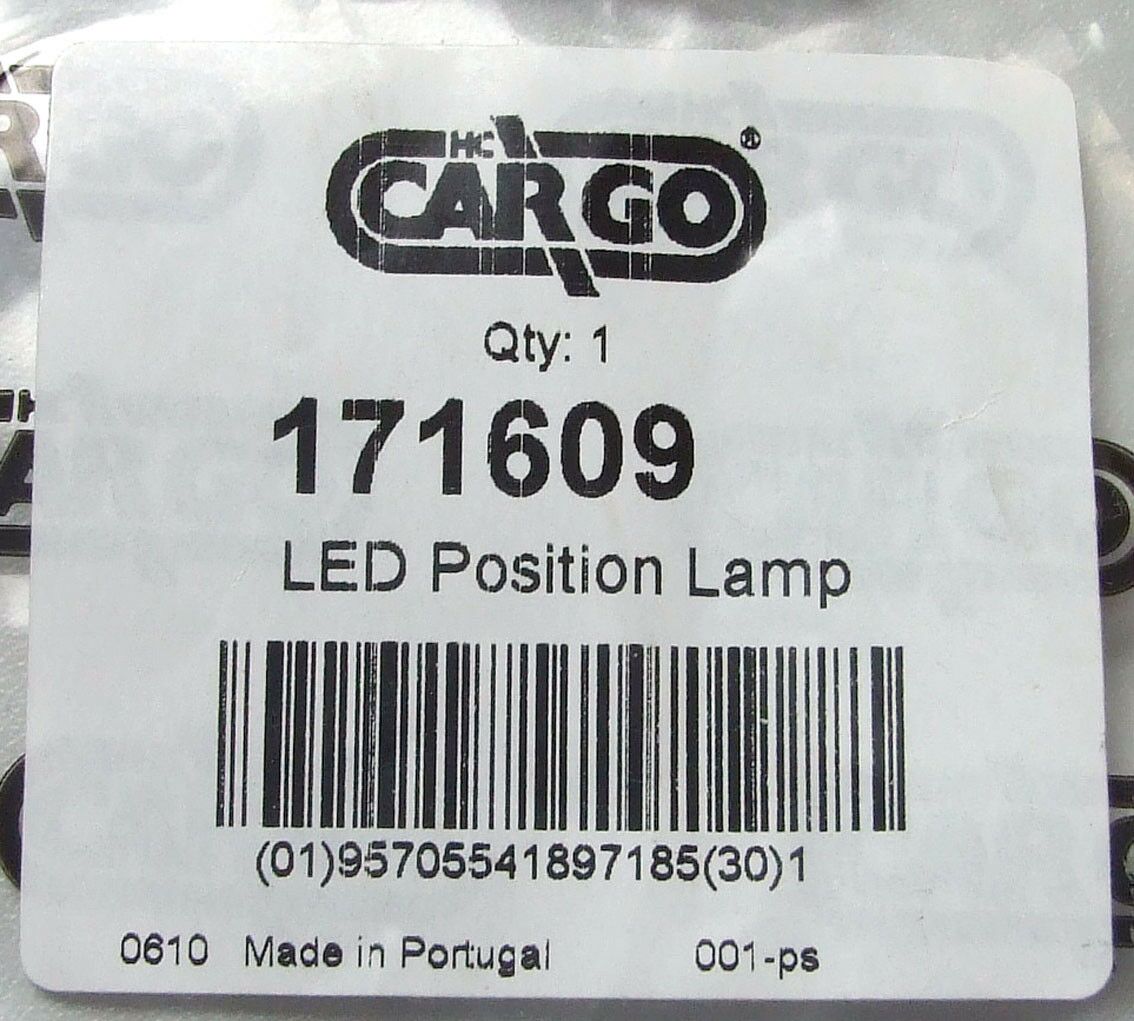 HC
CARGO®
Qty: 1
171609
LED Position Lamp
(01)95705541897185(30)1
0610 Made in Portugal 001-ps